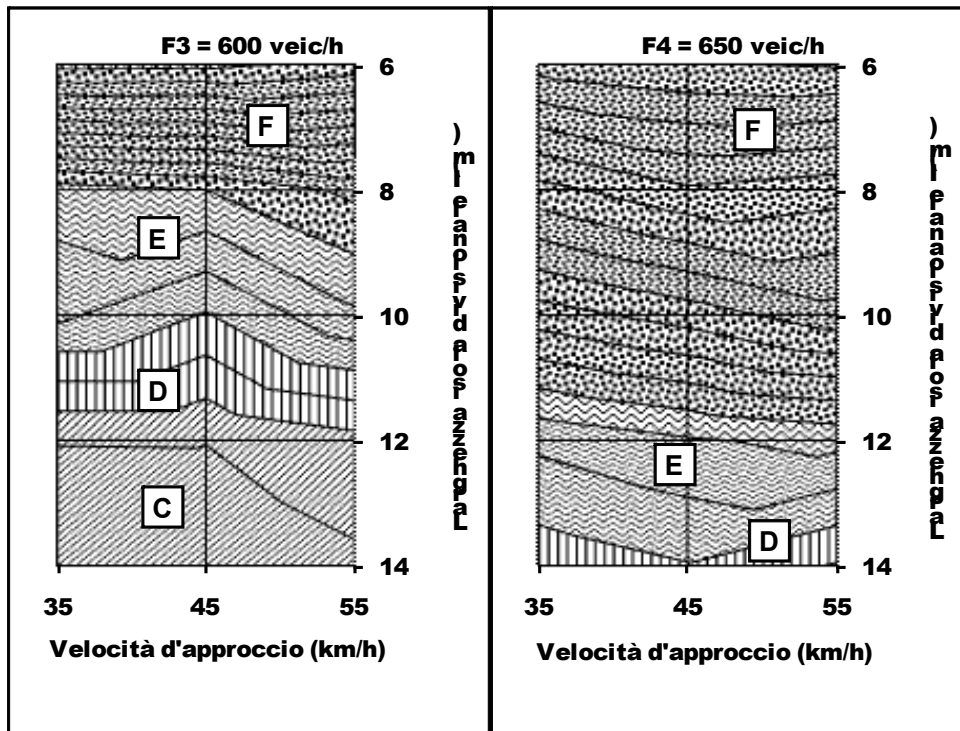 F3 = 600 veic/h
6
8
10
12
14
F
E
D
C
35 45 55
Velocità d'approccio (km/h)
F4 = 650 veic/h
6
8
10
12
14
F
E
D
35 45 55
Velocità d'approccio (km/h)